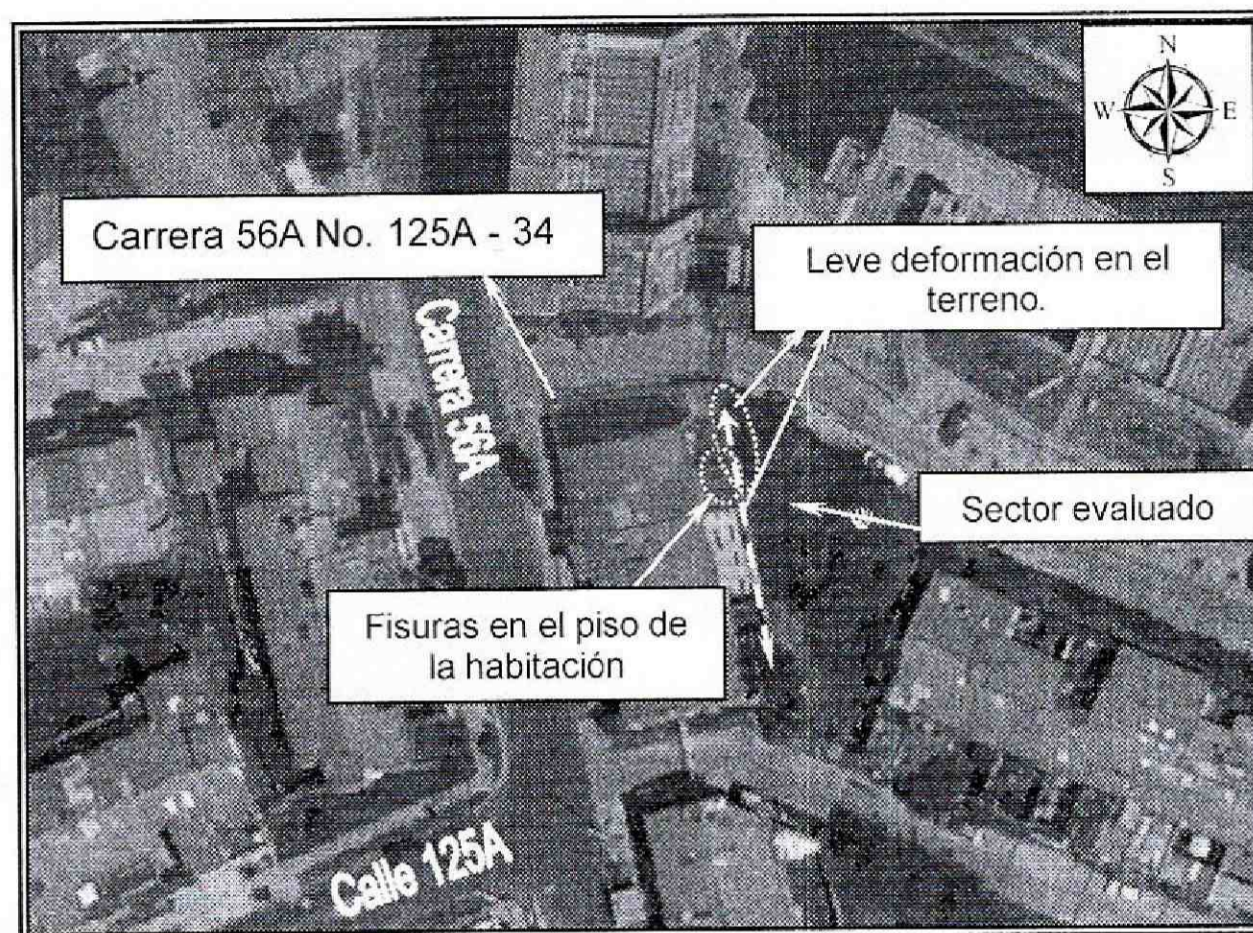 N
W E
S
Carrera 56A No. 125A - 34
Leve deformación en el
terreno.
Carrera 56A
Sector evaluado
Fisuras en el piso de
la habitación
Calle 125A